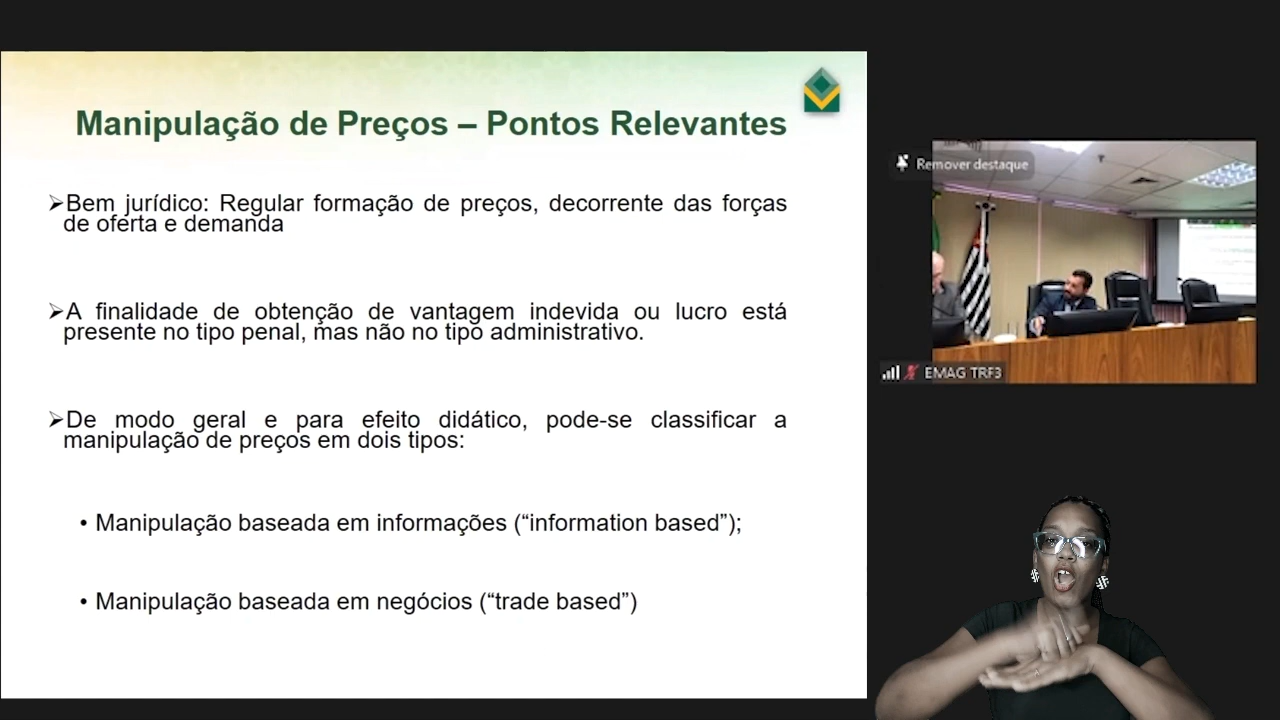 Manipulação de Preços – Pontos Relevantes
➢Bem jurídico: Regular formação de preços, decorrente das forças
de oferta e demanda
➢A finalidade de obtenção de vantagem indevida ou lucro está
presente no tipo penal, mas não no tipo administrativo.
➢De modo geral e para efeito didático, pode-se classificar a
manipulação de preços em dois tipos:
• Manipulação baseada em informações (“information based”);
• Manipulação baseada em negócios (“trade based”)
Remover destaque
EMAG TRF3